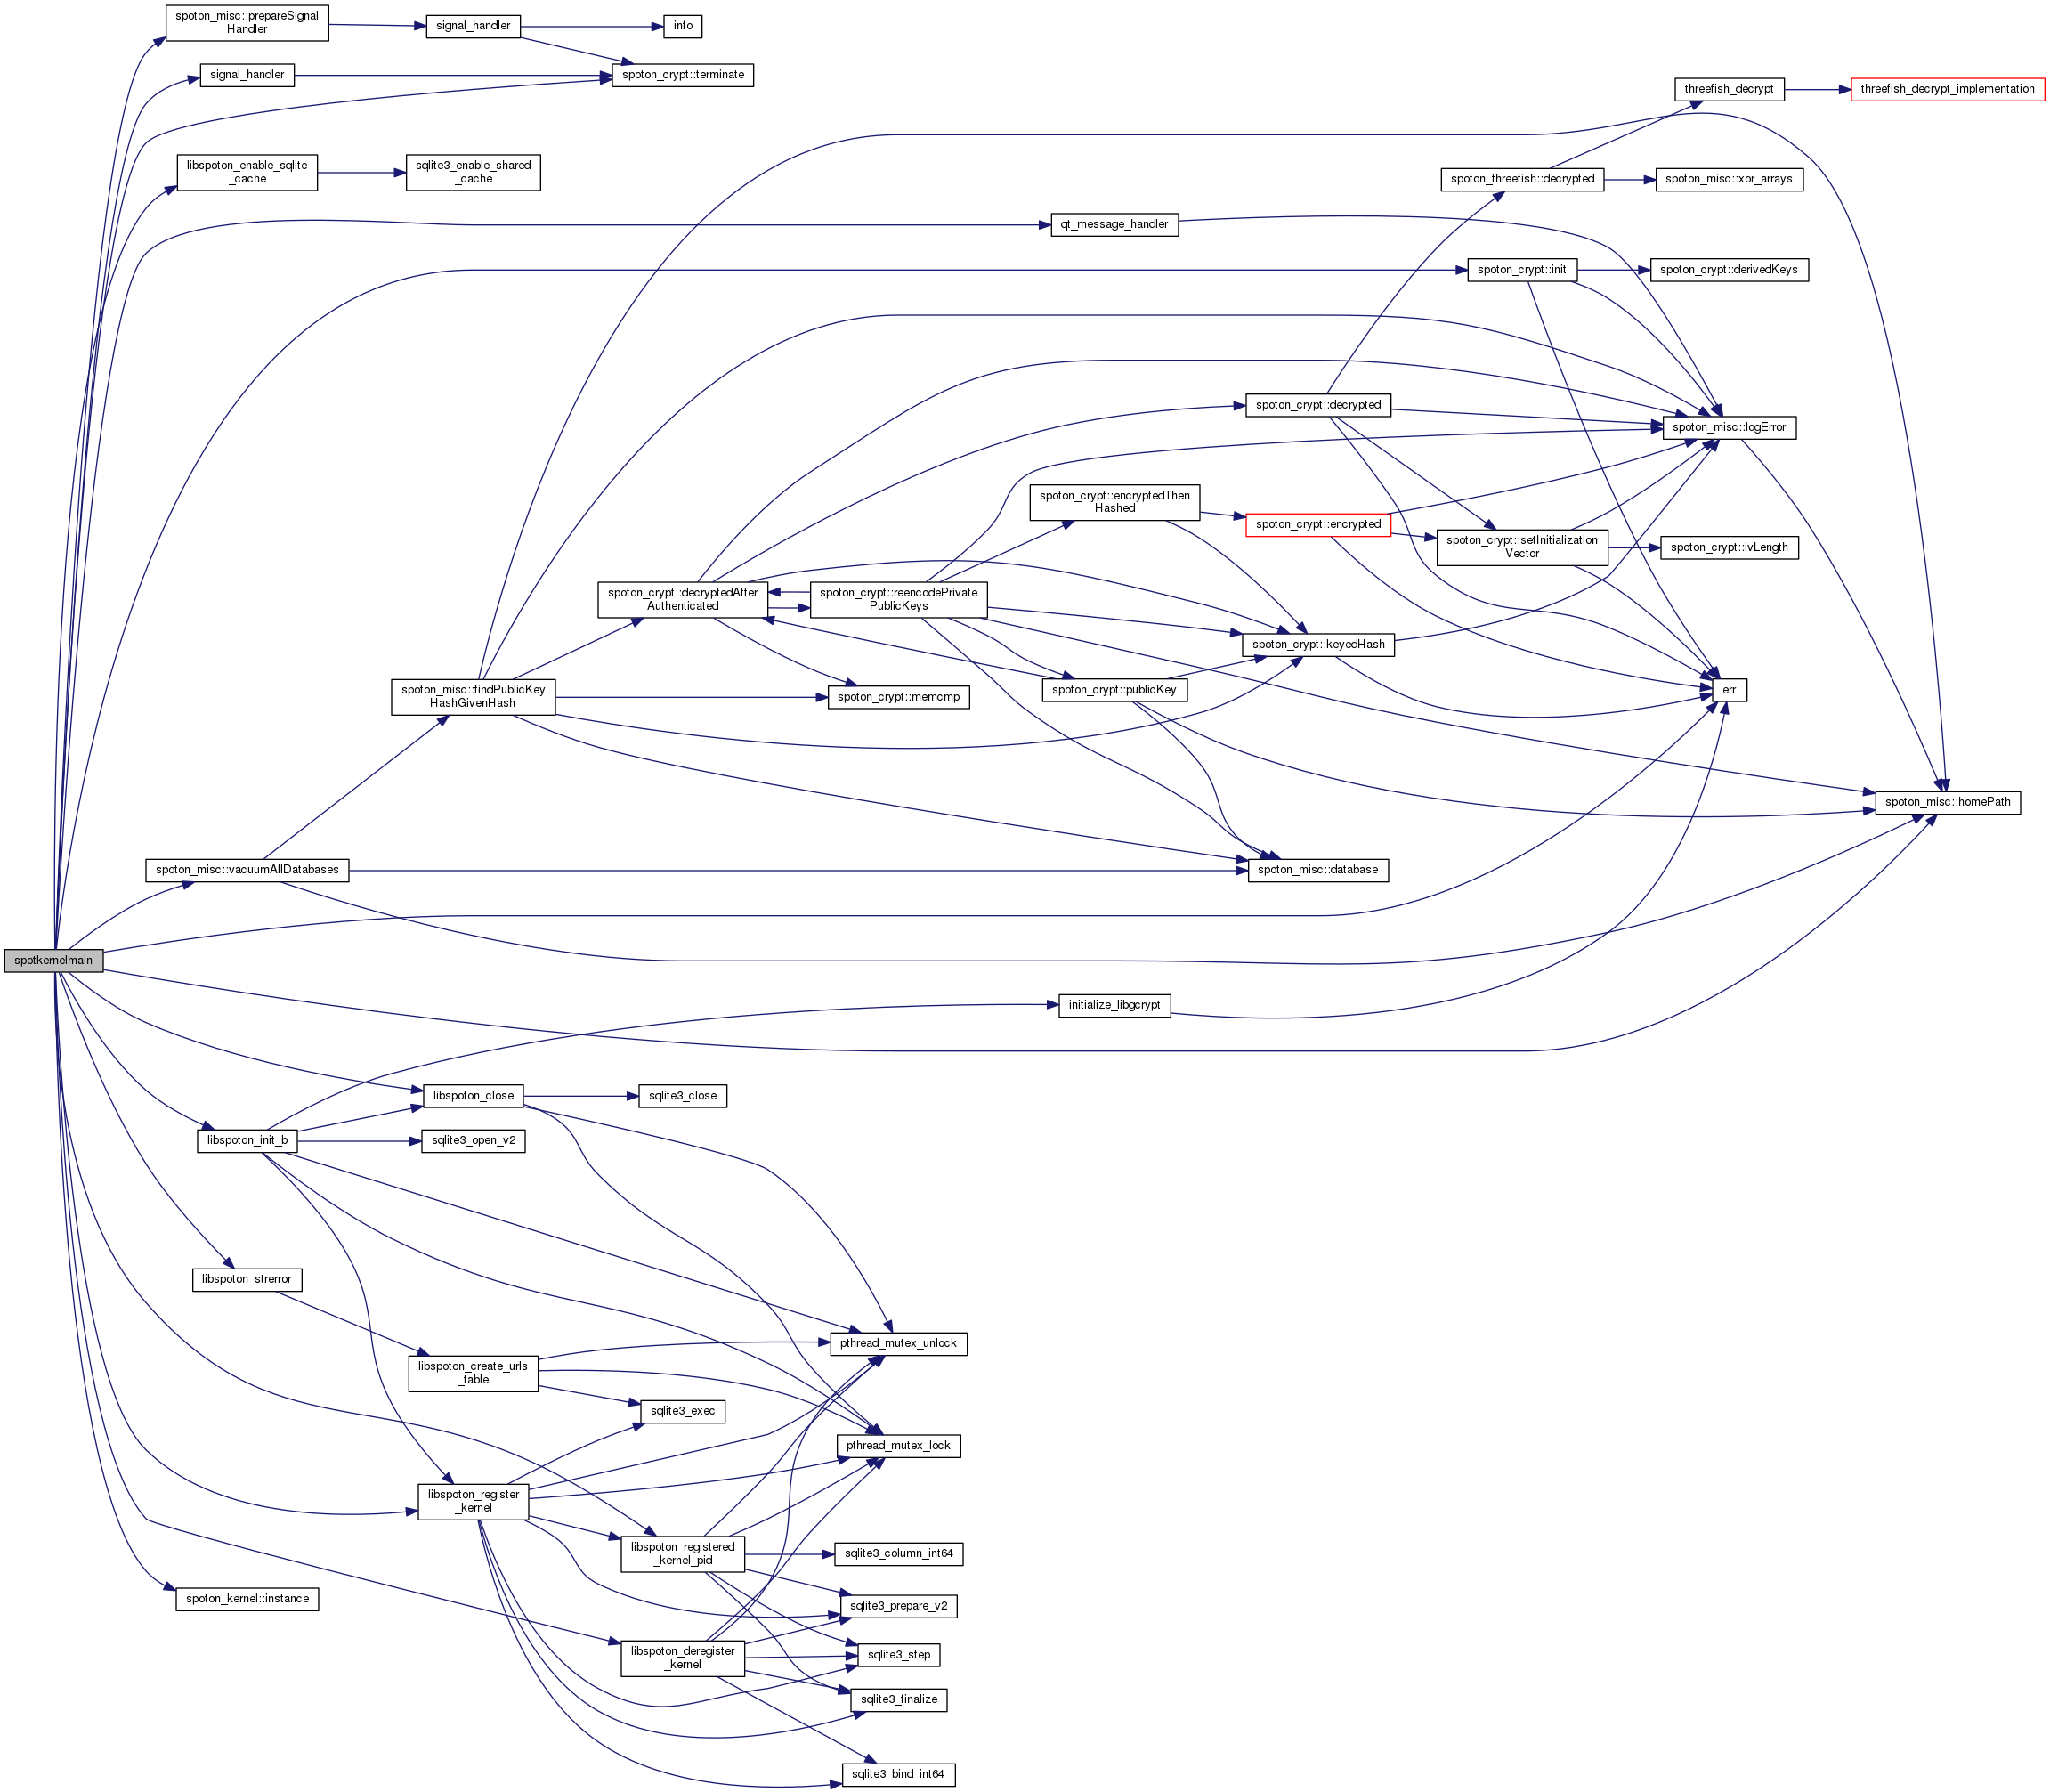 spoton_misc::prepareSignal
Handler
signal_handler
info
signal_handler
spoton_crypt::terminate
threefish_decrypt
threefish_decrypt_implementation
libspoton_enable_sqlite
_cache
sqlite3_enable_shared
_cache
spoton_threefish::decrypted
spoton_misc::xor_arrays
qt_message_handler
spoton_crypt::init
spoton_crypt::derivedKeys
spoton_crypt::decrypted
spoton_misc::logError
spoton_crypt::encryptedThen
Hashed
spoton_crypt::encrypted
spoton_crypt::setInitialization
Vector
spoton_crypt::ivLength
spoton_crypt::decryptedAfter
Authenticated
spoton_crypt::reencodePrivate
PublicKeys
spoton_crypt::keyedHash
spoton_misc::findPublicKey
HashGivenHash
spoton_crypt::memcmp
spoton_crypt::publicKey
err
spoton_misc::homePath
spoton_misc::vacuumAllDatabases
spoton_misc::database
spotkernelmain
initialize_libgcrypt
libspoton_close
sqlite3_close
libspoton_init_b
sqlite3_open_v2
libspoton_strerror
pthread_mutex_unlock
libspoton_create_urls
_table
sqlite3_exec
pthread_mutex_lock
libspoton_register
_kernel
libspoton_registered
_kernel_pid
sqlite3_column_int64
spoton_kernel::instance
sqlite3_prepare_v2
libspoton_deregister
_kernel
sqlite3_step
sqlite3_finalize
sqlite3_bind_int64